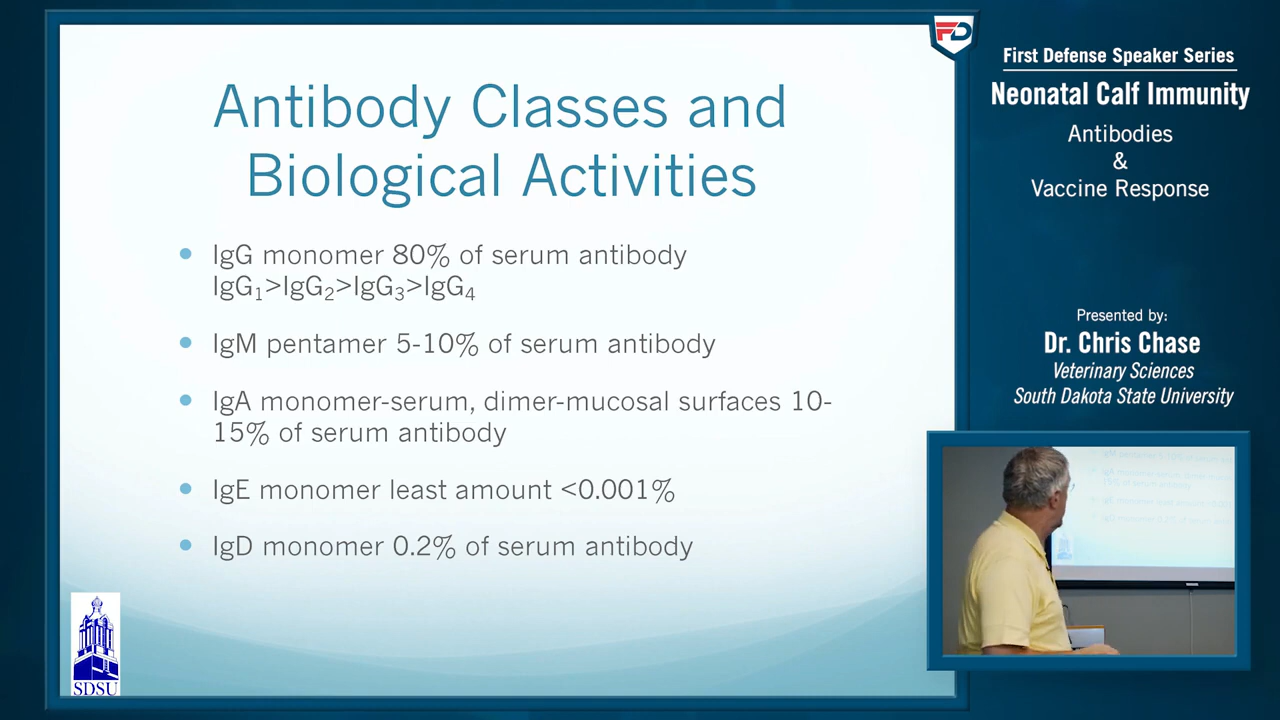 Antibody Classes and
Biological Activities
• IgG monomer 80% of serum antibody
IgG₁>IgG₂>IgG₃>IgG₄
• IgM pentamer 5-10% of serum antibody
• IgA monomer-serum, dimer-mucosal surfaces 10-
15% of serum antibody
• IgE monomer least amount <0.001%
• IgD monomer 0.2% of serum antibody
SDSU
FD
First Defense Speaker Series
Neonatal Calf Immunity
Antibodies
&
Vaccine Response
Presented by:
Dr. Chris Chase
Veterinary Sciences
South Dakota State University